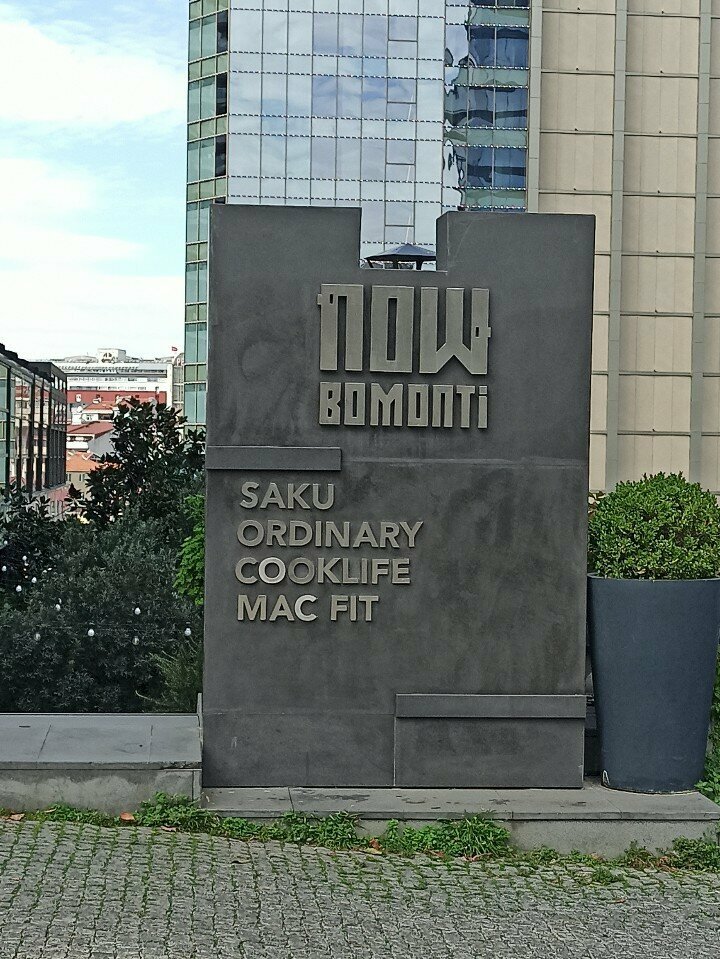 NOW
BOMONTi
SAKU
ORDINARY
COOKLIFE
MAC FIT